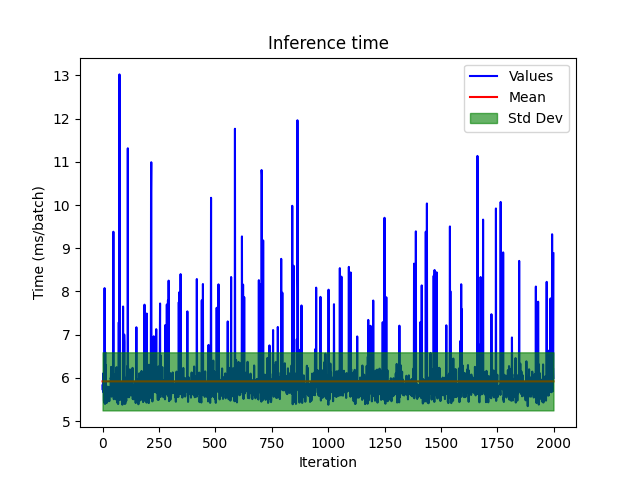 Inference time
Time (ms/batch)
13
12
11
10
9
8
7
6
5
Values
Mean
Std Dev
0 250 500 750 1000 1250 1500 1750 2000
Iteration